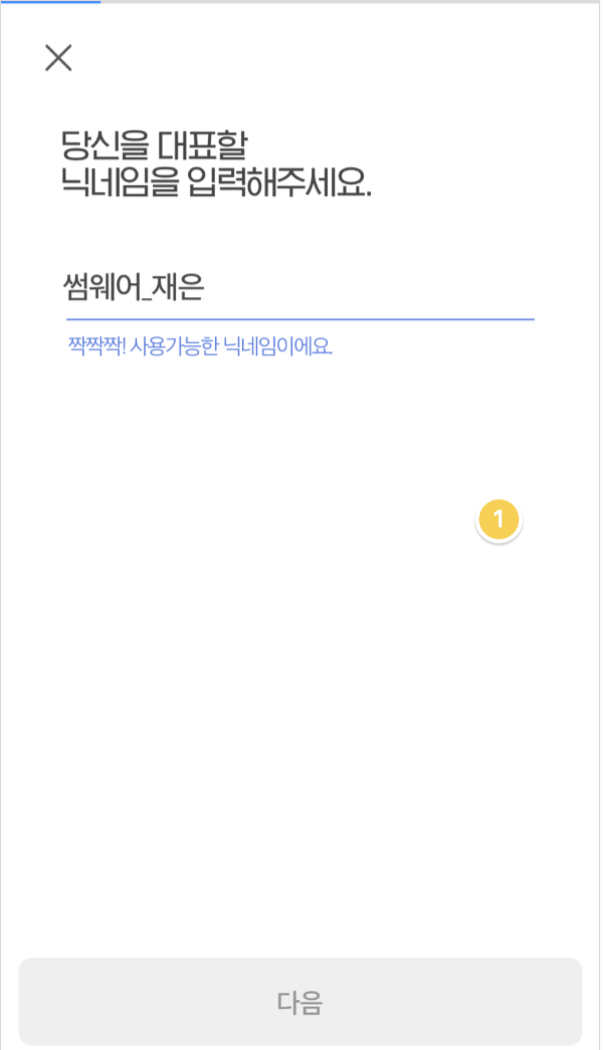 당신을 대표할
닉네임을 입력해주세요.
썸웨어_재은
짝짝짝! 사용가능한 닉네임이에요.
1
다음